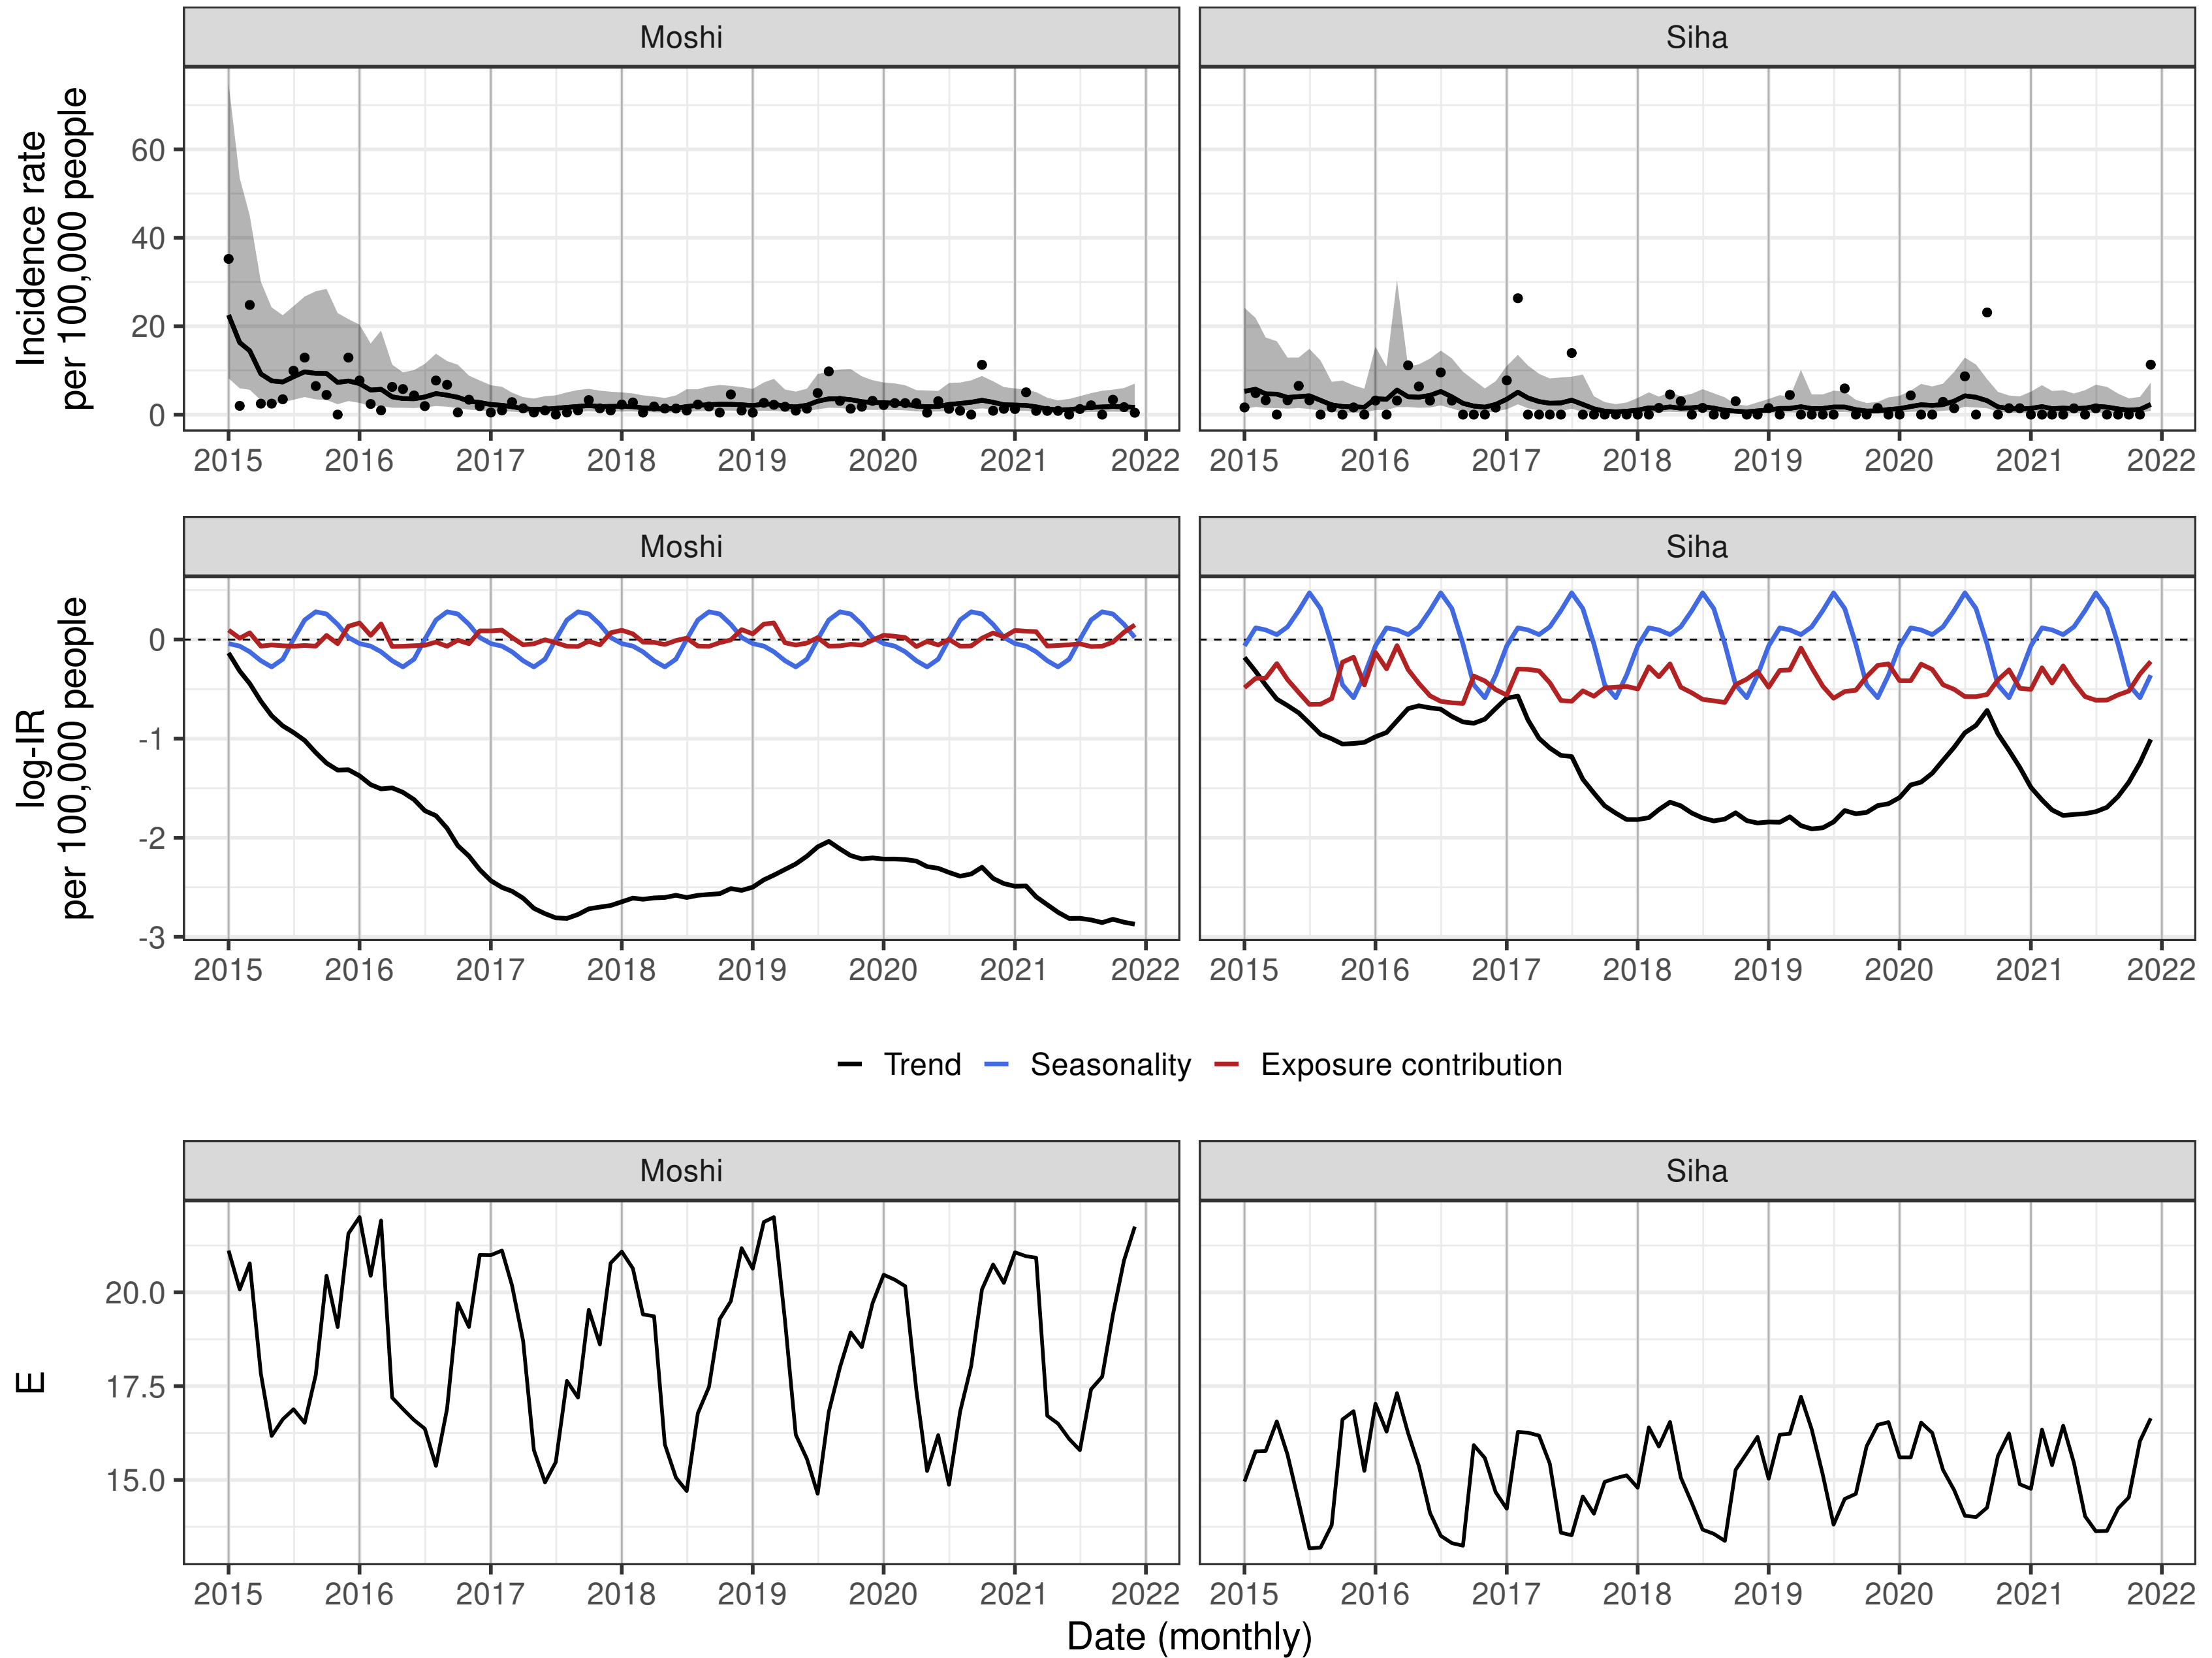 Moshi
Siha
Incidence rate
per 100,000 people
60
40
20
0
2015 2016 2017 2018 2019 2020 2021 2022
2015 2016 2017 2018 2019 2020 2021 2022
Moshi
Siha
log-IR
per 100,000 people
0
-1
-2
-3
2015 2016 2017 2018 2019 2020 2021 2022
2015 2016 2017 2018 2019 2020 2021 2022
Trend Seasonality Exposure contribution
Moshi
Siha
E
20.0
17.5
15.0
2015 2016 2017 2018 2019 2020 2021 2022
2015 2016 2017 2018 2019 2020 2021 2022
Date (monthly)